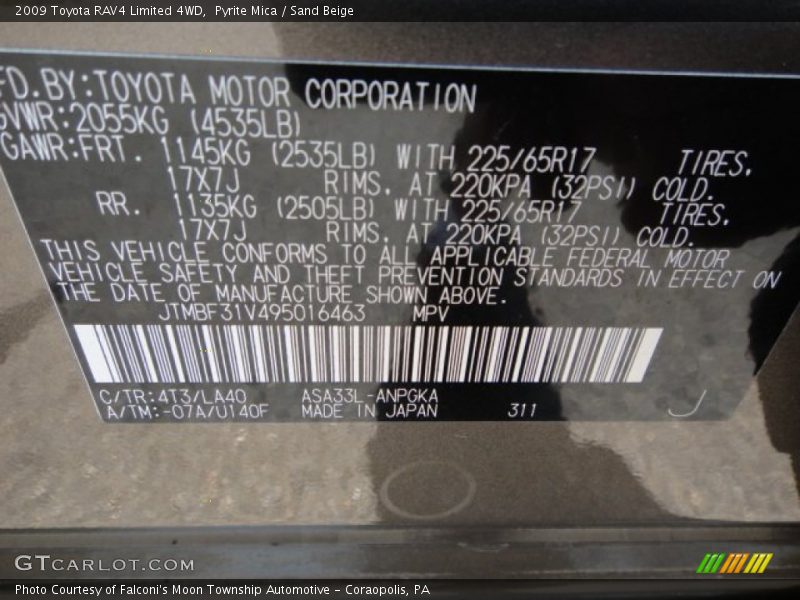 2009 Toyota RAV4 Limited 4WD, Pyrite Mica / Sand Beige
FD.BY:TOYOTA MOTOR CORPORATION
GVWR:2055KG (4535LB)
GAWR:FRT. 1145KG (2535LB) WITH 225/65R17 TIRES.
17X7J RIMS. AT 220KPA (32PSI) COLD.
RR. 1135KG (2505LB) WITH 225/65R17 TIRES.
17X7J RIMS. AT 220KPA (32PSI) COLD.
THIS VEHICLE CONFORMS TO ALL APPLICABLE FEDERAL MOTOR
VEHICLE SAFETY AND THEFT PREVENTION STANDARDS IN EFFECT ON
THE DATE OF MANUFACTURE SHOWN ABOVE.
JTMBF31V495016463 MPV
C/TR:4T3/LA40 ASA33L-ANPGKA
A/TM:-07A/U140F MADE IN JAPAN 311 J
GTCARLOT.COM
Photo Courtesy of Falconi's Moon Township Automotive - Coraopolis, PA